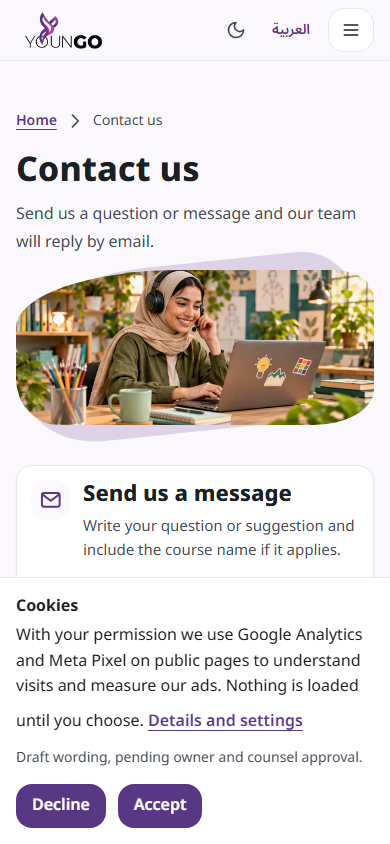 YOUNGO
العربية
Home > Contact us
Contact us
Send us a question or message and our team
will reply by email.
Send us a message
Write your question or suggestion and
include the course name if it applies.
Cookies
With your permission we use Google Analytics
and Meta Pixel on public pages to understand
visits and measure our ads. Nothing is loaded
until you choose. Details and settings
Draft wording, pending owner and counsel approval.
Decline
Accept